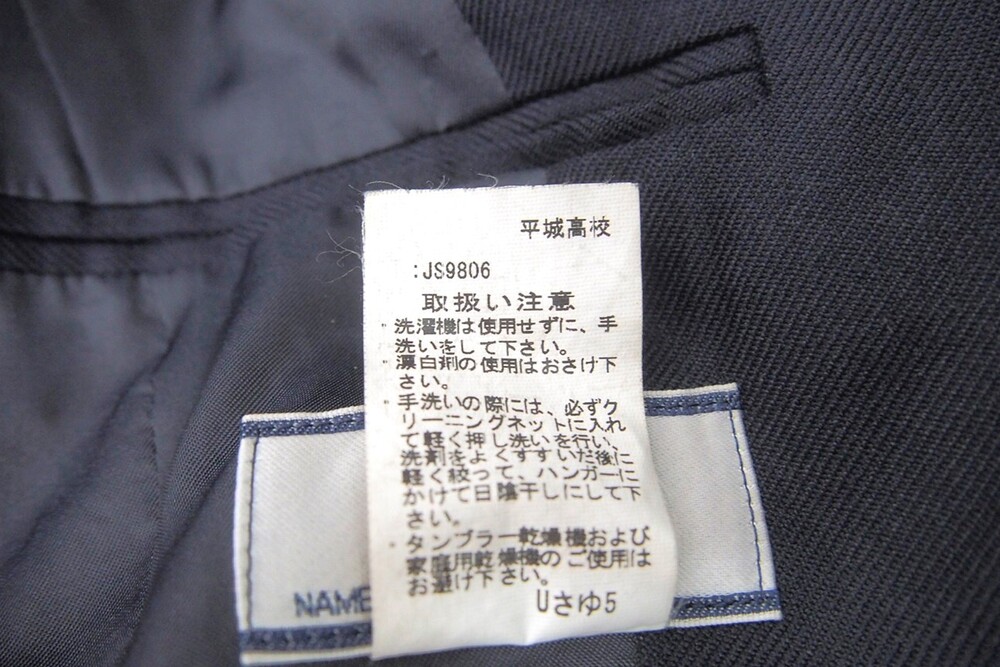 平城高校
:JS9806
取扱い注意
・洗濯機は使用せずに、手
洗いをして下さい。
・漂白剤の使用はおさけ下
さい。
・手洗いの際には、必ずク
リーニングネットに入れ
て軽く押し洗いを行い、
洗剤をよくすすいだ後に
軽く絞って、ハンガーに
かけて日陰干しにして下
さい。
・タンブラー乾燥機および
家庭用乾燥機のご使用は
お避け下さい。
Uさゆ5
NAME